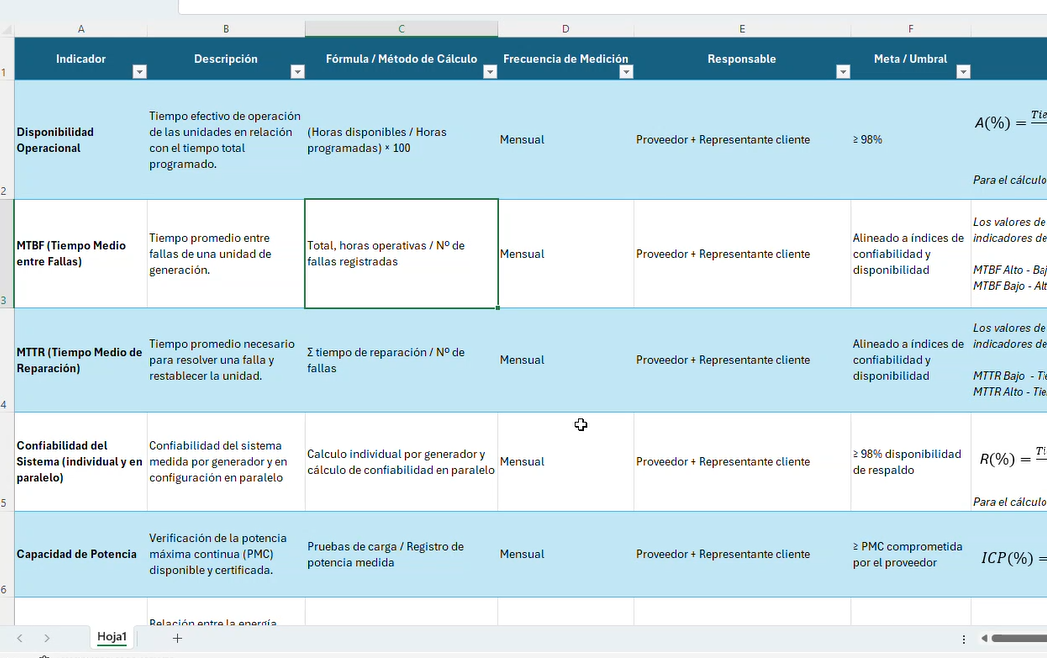 A B C D E F
1 Indicador Descripción Fórmula / Método de Cálculo Frecuencia de Medición Responsable Meta / Umbral
Disponibilidad
Operacional
Tiempo efectivo de operación
de las unidades en relación
con el tiempo total
programado.
(Horas disponibles / Horas
programadas) * 100
Mensual
Proveedor + Representante cliente
≥ 98%
A(%) =
Para el cálculo
2
MTBF (Tiempo Medio
entre Fallas)
Tiempo promedio entre
fallas de una unidad de
generación.
Total, horas operativas / Nº de
fallas registradas
Mensual
Proveedor + Representante cliente
Alineado a índices de
confiabilidad y
disponibilidad
Los valores de
indicadores de
MTBF Alto - Baj
MTBF Bajo - Alt
3
MTTR (Tiempo Medio de
Reparación)
Tiempo promedio necesario
para resolver una falla y
restablecer la unidad.
Σ tiempo de reparación / Nº de
fallas
Mensual
Proveedor + Representante cliente
Alineado a índices de
confiabilidad y
disponibilidad
Los valores de
indicadores de
MTTR Bajo - Tie
MTTR Alto - Tie
4
Confiabilidad del
Sistema (individual y en
paralelo)
Confiabilidad del sistema
medida por generador y en
configuración en paralelo
Calculo individual por generador y
cálculo de confiabilidad en paralelo
Mensual
Proveedor + Representante cliente
≥ 98% disponibilidad
de respaldo
R(%) =
Para el cálculo
5
Capacidad de Potencia
Verificación de la potencia
máxima continua (PMC)
disponible y certificada.
Pruebas de carga / Registro de
potencia medida
Mensual
Proveedor + Representante cliente
≥ PMC comprometida
por el proveedor
ICP(%) =
6
Relación entre la energía
Hoja1